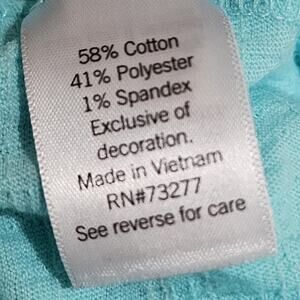 58% Cotton
41% Polyester
1% Spandex
Exclusive of
decoration.
Made in Vietnam
RN#73277
See reverse for care